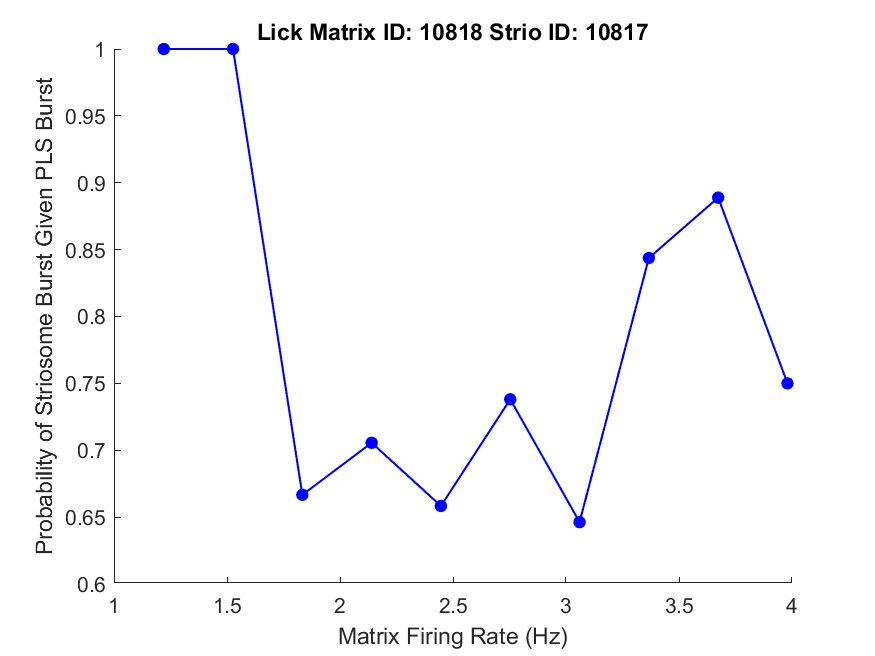 Lick Matrix ID: 10818 Strio ID: 10817
Probability of Striosome Burst Given PLS Burst
1
0.95
0.9
0.85
0.8
0.75
0.7
0.65
0.6
1 1.5 2 2.5 3 3.5 4
Matrix Firing Rate (Hz)